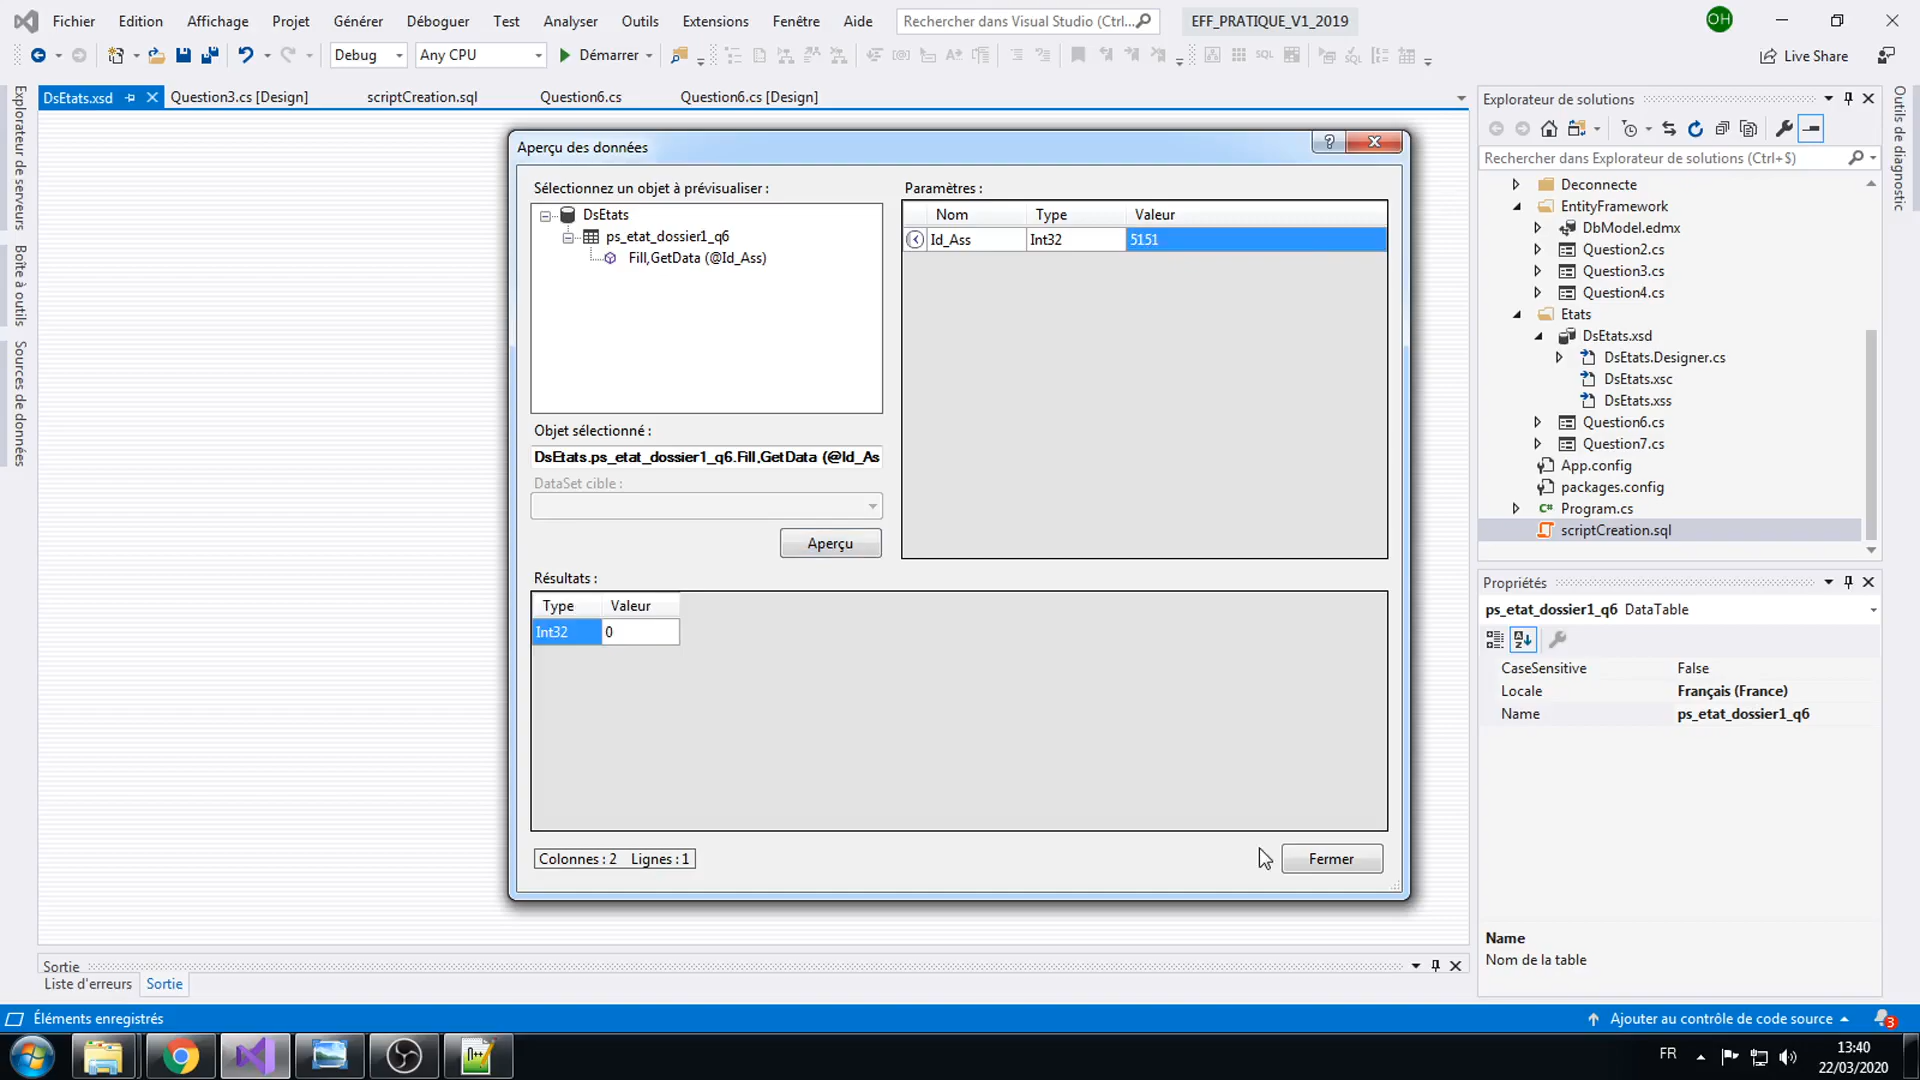 Fichier Edition Affichage Projet Générer Déboguer Test Analyser Outils Extensions Fenêtre Aide Rechercher dans Visual Studio (Ctrl... EFF_PRATIQUE_V1_2019 OH
Debug Any CPU Démarrer SQL Live Share
DsEtats.xsd Question3.cs [Design] scriptCreation.sql Question6.cs Question6.cs [Design]
Explorateur de serveurs
Boîte à outils
Sources de données
Aperçu des données
Sélectionnez un objet à prévisualiser :
DsEtats
ps_etat_dossier1_q6
Fill,GetData (@Id_Ass)
Objet sélectionné :
DsEtats.ps_etat_dossier1_q6.Fill,GetData (@Id_As
DataSet cible :
Aperçu
Paramètres :
Nom Type Valeur
Id_Ass Int32 5151
Résultats :
Type Valeur
Int32 0
Colonnes : 2 Lignes : 1
Fermer
Explorateur de solutions
Rechercher dans Explorateur de solutions (Ctrl+$)
Deconnecte
EntityFramework
DbModel.edmx
Question2.cs
Question3.cs
Question4.cs
Etats
DsEtats.xsd
DsEtats.Designer.cs
DsEtats.xsc
DsEtats.xss
Question6.cs
Question7.cs
App.config
packages.config
C# Program.cs
scriptCreation.sql
Outils de diagnostic
Propriétés
ps_etat_dossier1_q6 DataTable
CaseSensitive False
Locale Français (France)
Name ps_etat_dossier1_q6
Name
Nom de la table
Sortie
Liste d'erreurs Sortie
Éléments enregistrés
Ajouter au contrôle de code source 3
FR 13:40
22/03/2020